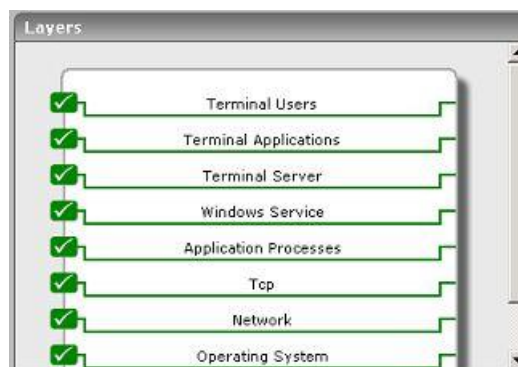 Layers
Terminal Users
Terminal Applications
Terminal Server
Windows Service
Application Processes
Tcp
Network
Operating System